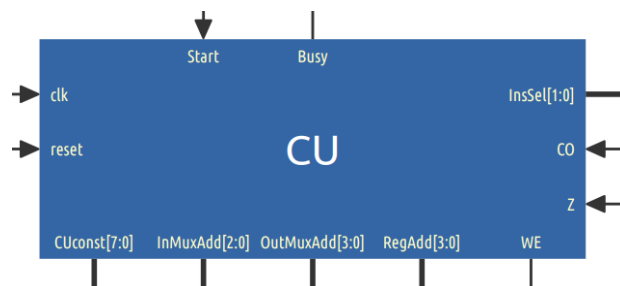 Start Busy
clk InsSel[1:0]
CU
reset CO
Z
CUconst[7:0] InMuxAdd[2:0] OutMuxAdd[3:0] RegAdd[3:0] WE